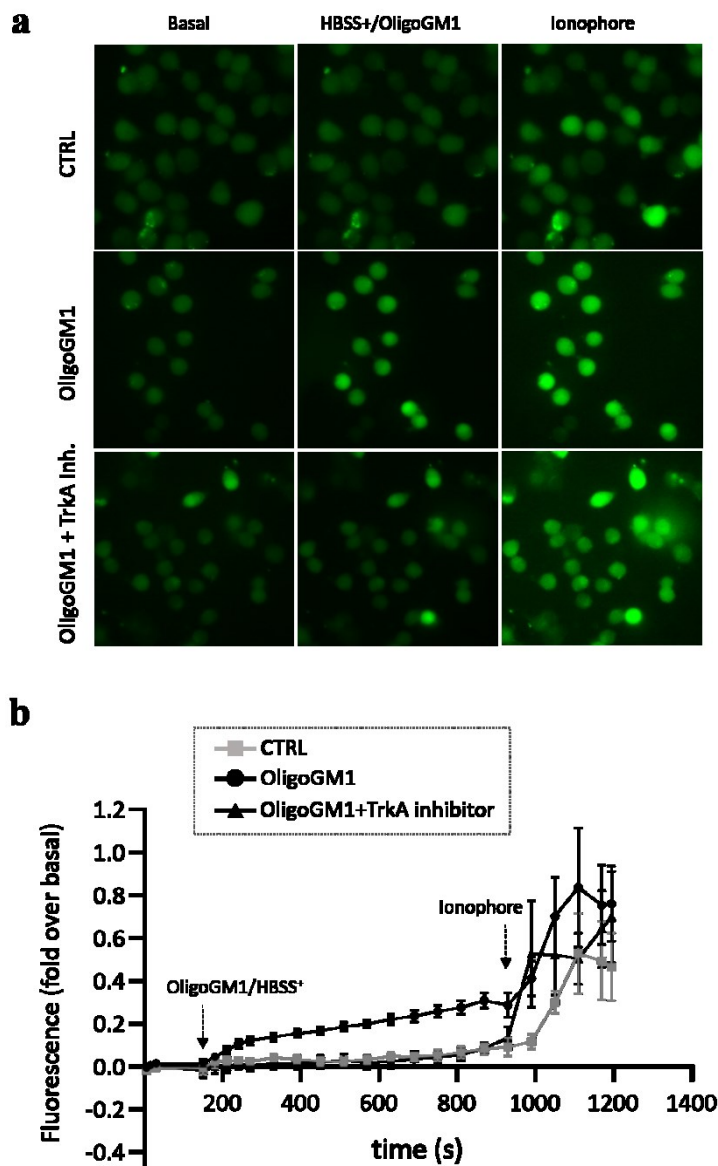 a
Basal HBSS+/OligoGM1 Ionophore
CTRL
OligoGM1
OligoGM1 + TrkA Inh.
b
CTRL
OligoGM1
OligoGM1+TrkA inhibitor
Fluorescence (fold over basal)
1.2
1.0
0.8
0.6
0.4
0.2
0.0
-0.2
-0.4
Ionophore
OligoGM1/HBSS⁺
200 400 600 800 1000 1200 1400
time (s)